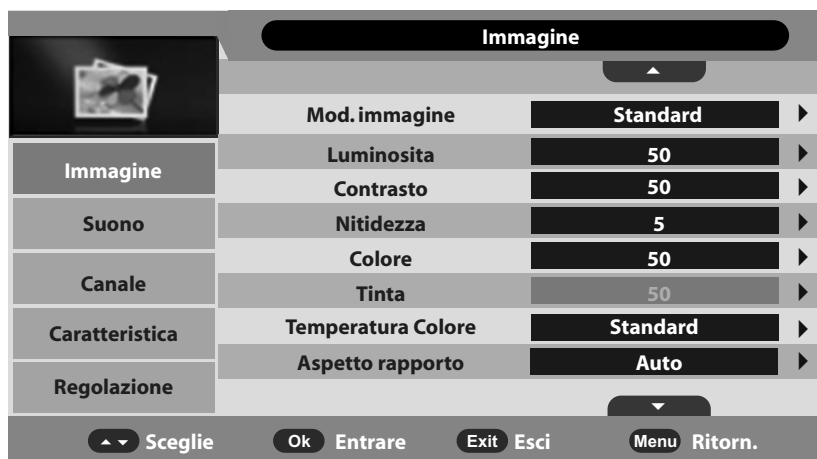 Immagine
Mod. immagine Standard
Luminosita 50
Contrasto 50
Nitidezza 5
Colore 50
Tinta 50
Temperatura Colore Standard
Aspetto rapporto Auto
Immagine
Suono
Canale
Caratteristica
Regolazione
Sceglie Ok Entrare Exit Esci Menu Ritorn.